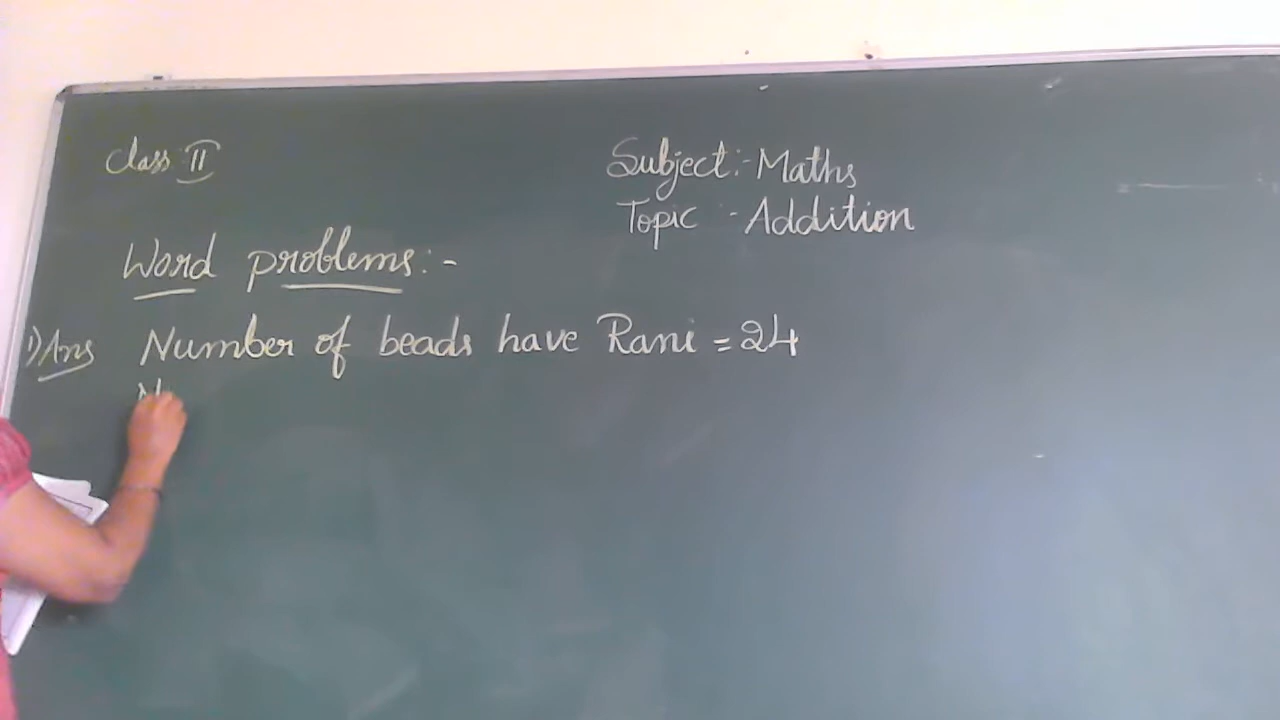 Class II
Subject:- Maths
Topic :- Addition
Word problems:-
1) Ans Number of beads have Rani = 24
N